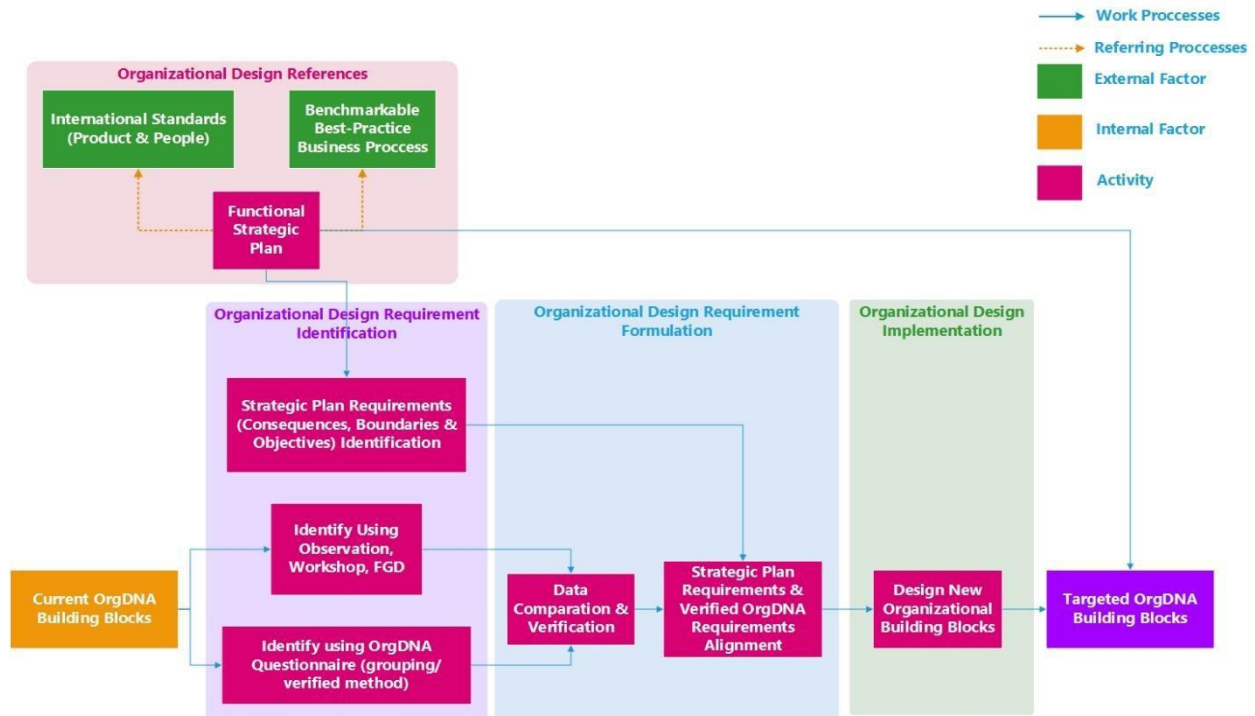 Work Proccesses
Referring Proccesses
External Factor
Internal Factor
Activity
Organizational Design References
International Standards
(Product & People)
Benchmarkable
Best-Practice
Business Proccess
Functional
Strategic
Plan
Organizational Design Requirement
Identification
Organizational Design Requirement
Formulation
Organizational Design
Implementation
Strategic Plan Requirements
(Consequences, Boundaries &
Objectives) Identification
Identify Using
Observation,
Workshop, FGD
Current OrgDNA
Building Blocks
Identify using OrgDNA
Questionnaire (grouping/
verified method)
Data
Comparation &
Verification
Strategic Plan
Requirements &
Verified OrgDNA
Requirements
Alignment
Design New
Organizational
Building Blocks
Targeted OrgDNA
Building Blocks